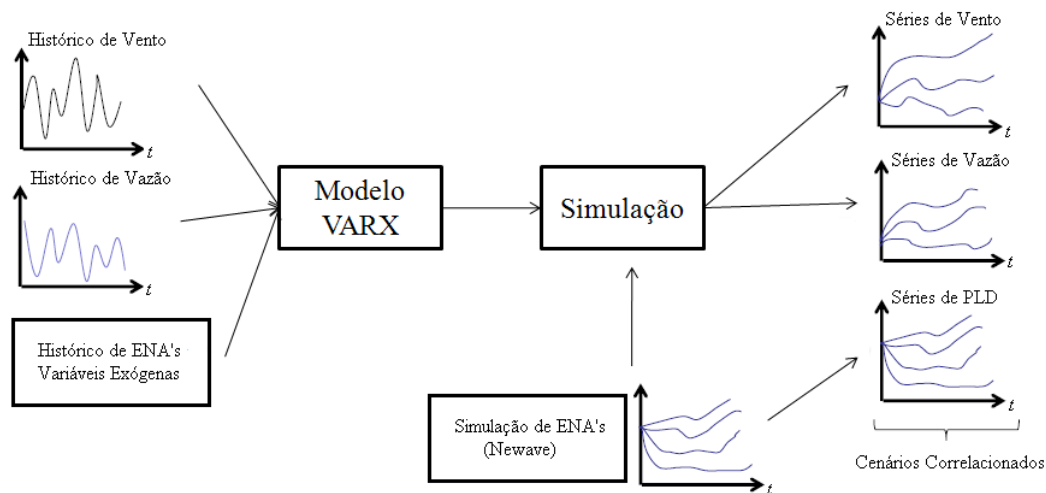 Histórico de Vento
t
Histórico de Vazão
t
Histórico de ENA's
Variáveis Exógenas
Modelo
VARX
Simulação
Simulação de ENA's
(Newave)
t
Séries de Vento
t
Séries de Vazão
t
Séries de PLD
t
Cenários Correlacionados